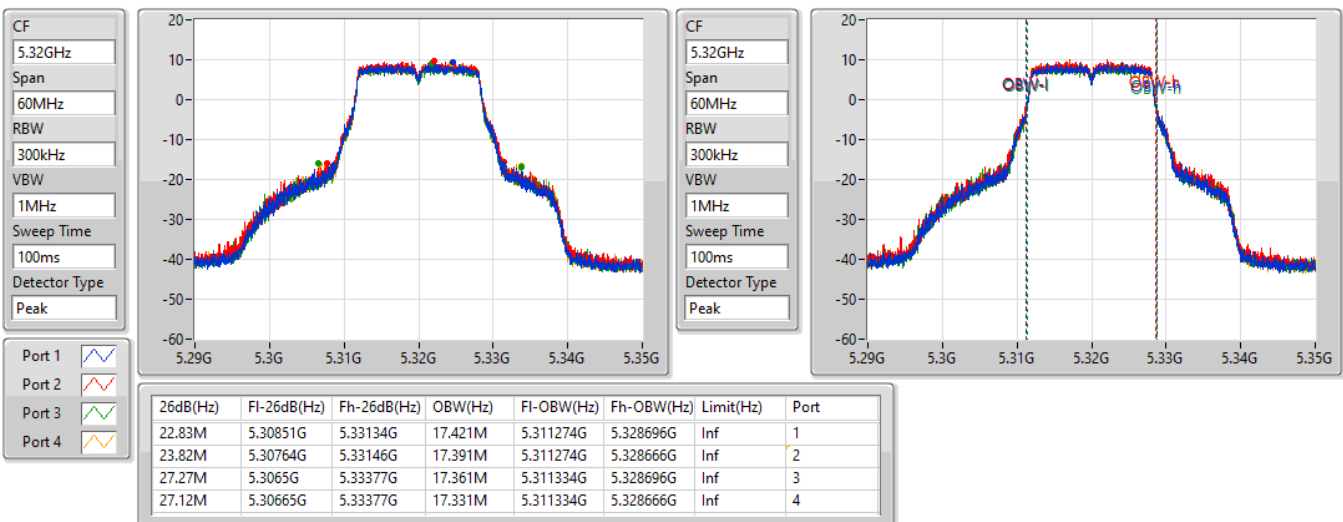 CF
5.32GHz
Span
60MHz
RBW
300kHz
VBW
1MHz
Sweep Time
100ms
Detector Type
Peak
20
10
0
-10
-20
-30
-40
-50
-60
5.29G 5.3G 5.31G 5.32G 5.33G 5.34G 5.35G
CF
5.32GHz
Span
60MHz
RBW
300kHz
VBW
1MHz
Sweep Time
100ms
Detector Type
Peak
20
10
0
-10
-20
-30
-40
-50
-60
OBW-l OBW-h
5.29G 5.3G 5.31G 5.32G 5.33G 5.34G 5.35G
Port 1
Port 2
Port 3
Port 4
26dB(Hz) Fl-26dB(Hz) Fh-26dB(Hz) OBW(Hz) Fl-OBW(Hz) Fh-OBW(Hz) Limit(Hz) Port
22.83M 5.30851G 5.33134G 17.421M 5.311274G 5.328696G Inf 1
23.82M 5.30764G 5.33146G 17.391M 5.311274G 5.328666G Inf 2
27.27M 5.3065G 5.33377G 17.361M 5.311334G 5.328696G Inf 3
27.12M 5.30665G 5.33377G 17.331M 5.311334G 5.328666G Inf 4